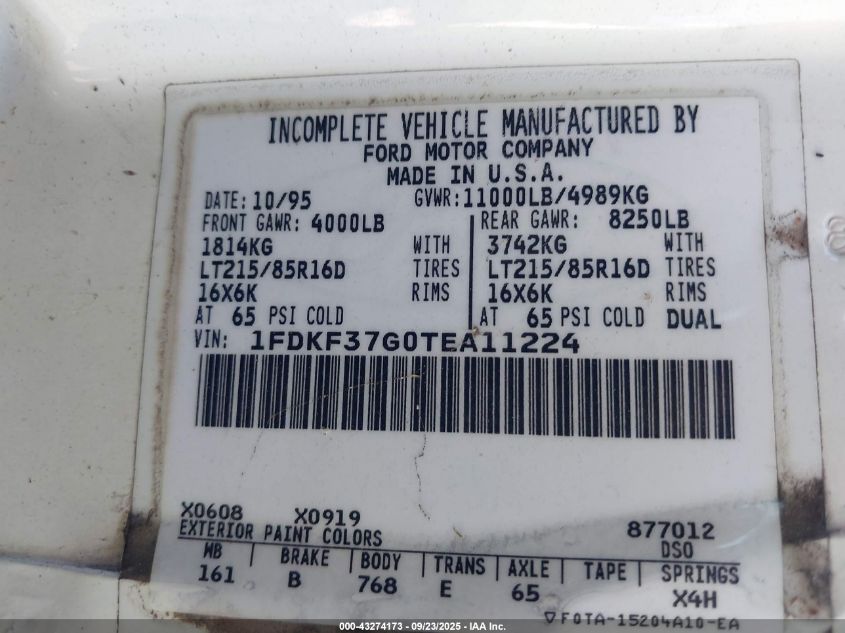 INCOMPLETE VEHICLE MANUFACTURED BY
FORD MOTOR COMPANY
MADE IN U.S.A.
DATE: 10/95 GVWR:11000LB/4989KG
FRONT GAWR: 4000LB REAR GAWR: 8250LB
1814KG WITH 3742KG WITH
LT215/85R16D TIRES LT215/85R16D TIRES
16X6K RIMS 16X6K RIMS
AT 65 PSI COLD AT 65 PSI COLD DUAL
VIN: 1FDKF37G0TEA11224
X0608 X0919 877012
EXTERIOR PAINT COLORS DSO
WB BRAKE BODY TRANS AXLE TAPE SPRINGS
161 B 768 E 65 X4H
F0TA-15204A10-EA
000-43274173 - 09/23/2025 - IAA Inc.